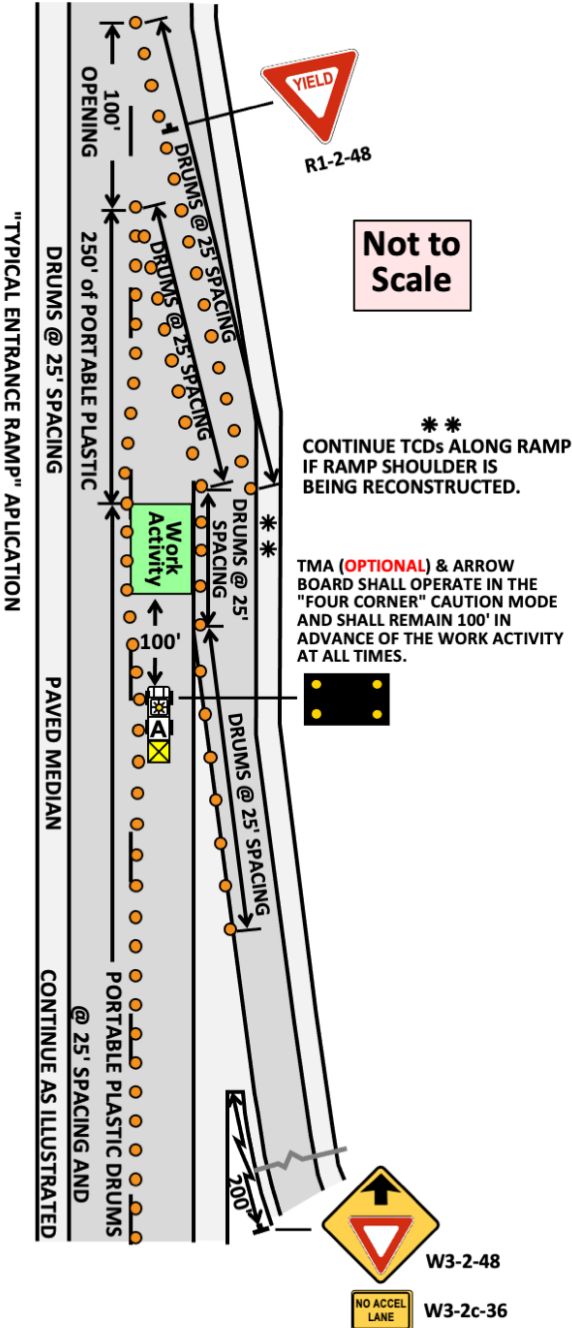 YIELD
R1-2-48
Not to
Scale
100'
OPENING
DRUMS @ 25' SPACING
DRUMS @ 25' SPACING
250' of PORTABLE PLASTIC
DRUMS @ 25' SPACING
"TYPICAL ENTRANCE RAMP" APLICATION
* *
CONTINUE TCDs ALONG RAMP
IF RAMP SHOULDER IS
BEING RECONSTRUCTED.
* *
DRUMS @ 25'
SPACING
Work
Activity
100'
TMA (OPTIONAL) & ARROW
BOARD SHALL OPERATE IN THE
"FOUR CORNER" CAUTION MODE
AND SHALL REMAIN 100' IN
ADVANCE OF THE WORK ACTIVITY
AT ALL TIMES.
A
DRUMS @ 25' SPACING
PAVED MEDIAN
PORTABLE PLASTIC DRUMS
@ 25' SPACING AND
CONTINUE AS ILLUSTRATED
200'
W3-2-48
NO ACCEL
LANE
W3-2c-36